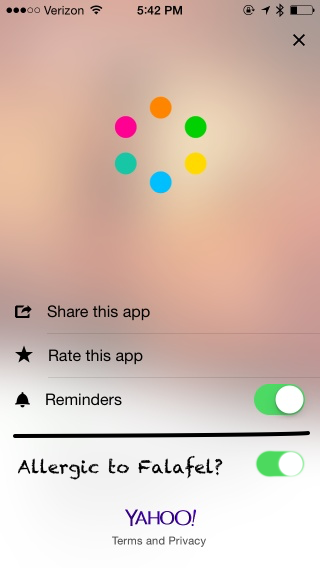 Verizon 5:42 PM
Share this app
Rate this app
Reminders
Allergic to Falafel?
YAHOO!
Terms and Privacy